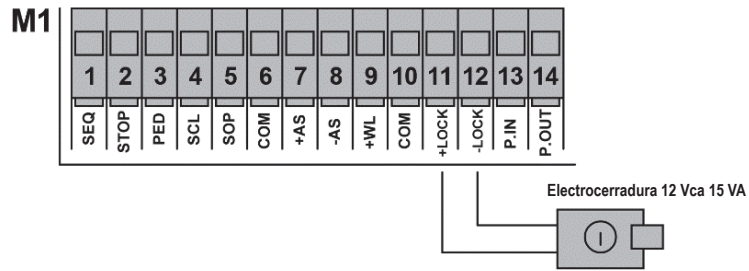 M1
1 2 3 4 5 6 7 8 9 10 11 12 13 14
SEQ STOP PED SCL SOP COM +AS -AS +WL COM +LOCK -LOCK P.IN P.OUT
Electrocerradura 12 Vca 15 VA
I